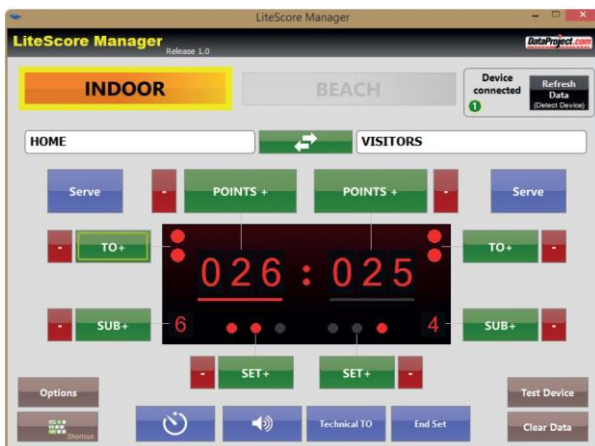 LiteScore Manager
LiteScore Manager Release 1.0
DataProject.com
INDOOR
BEACH
Device connected
1
Refresh Data
(Detect Device)
HOME
VISITORS
Serve
-
POINTS +
POINTS +
-
Serve
-
TO+
026 : 025
TO+
-
-
SUB+
6
4
SUB+
-
-
SET+
SET+
-
Options
Test Device
Shortcut
Technical TO
End Set
Clear Data